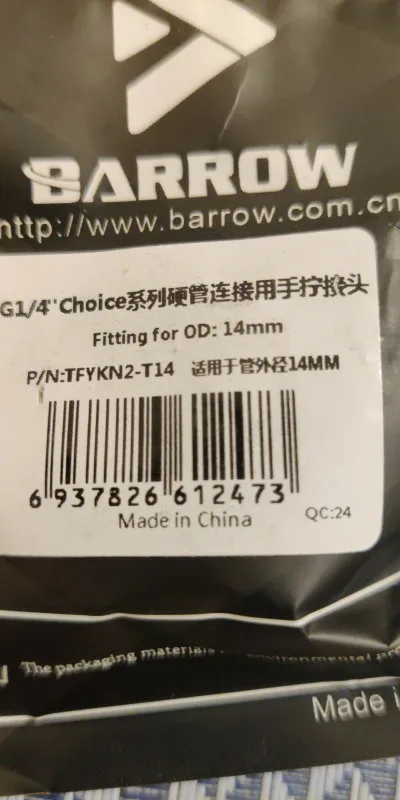 BARROW
http://www.barrow.com.cn
G1/4"Choice系列硬管连接用手拧接头
Fitting for OD: 14mm
P/N:TFYKN2-T14 适用于管外径14MM
6 937826 612473
Made in China
QC:24
The packaging materials environmental
Made